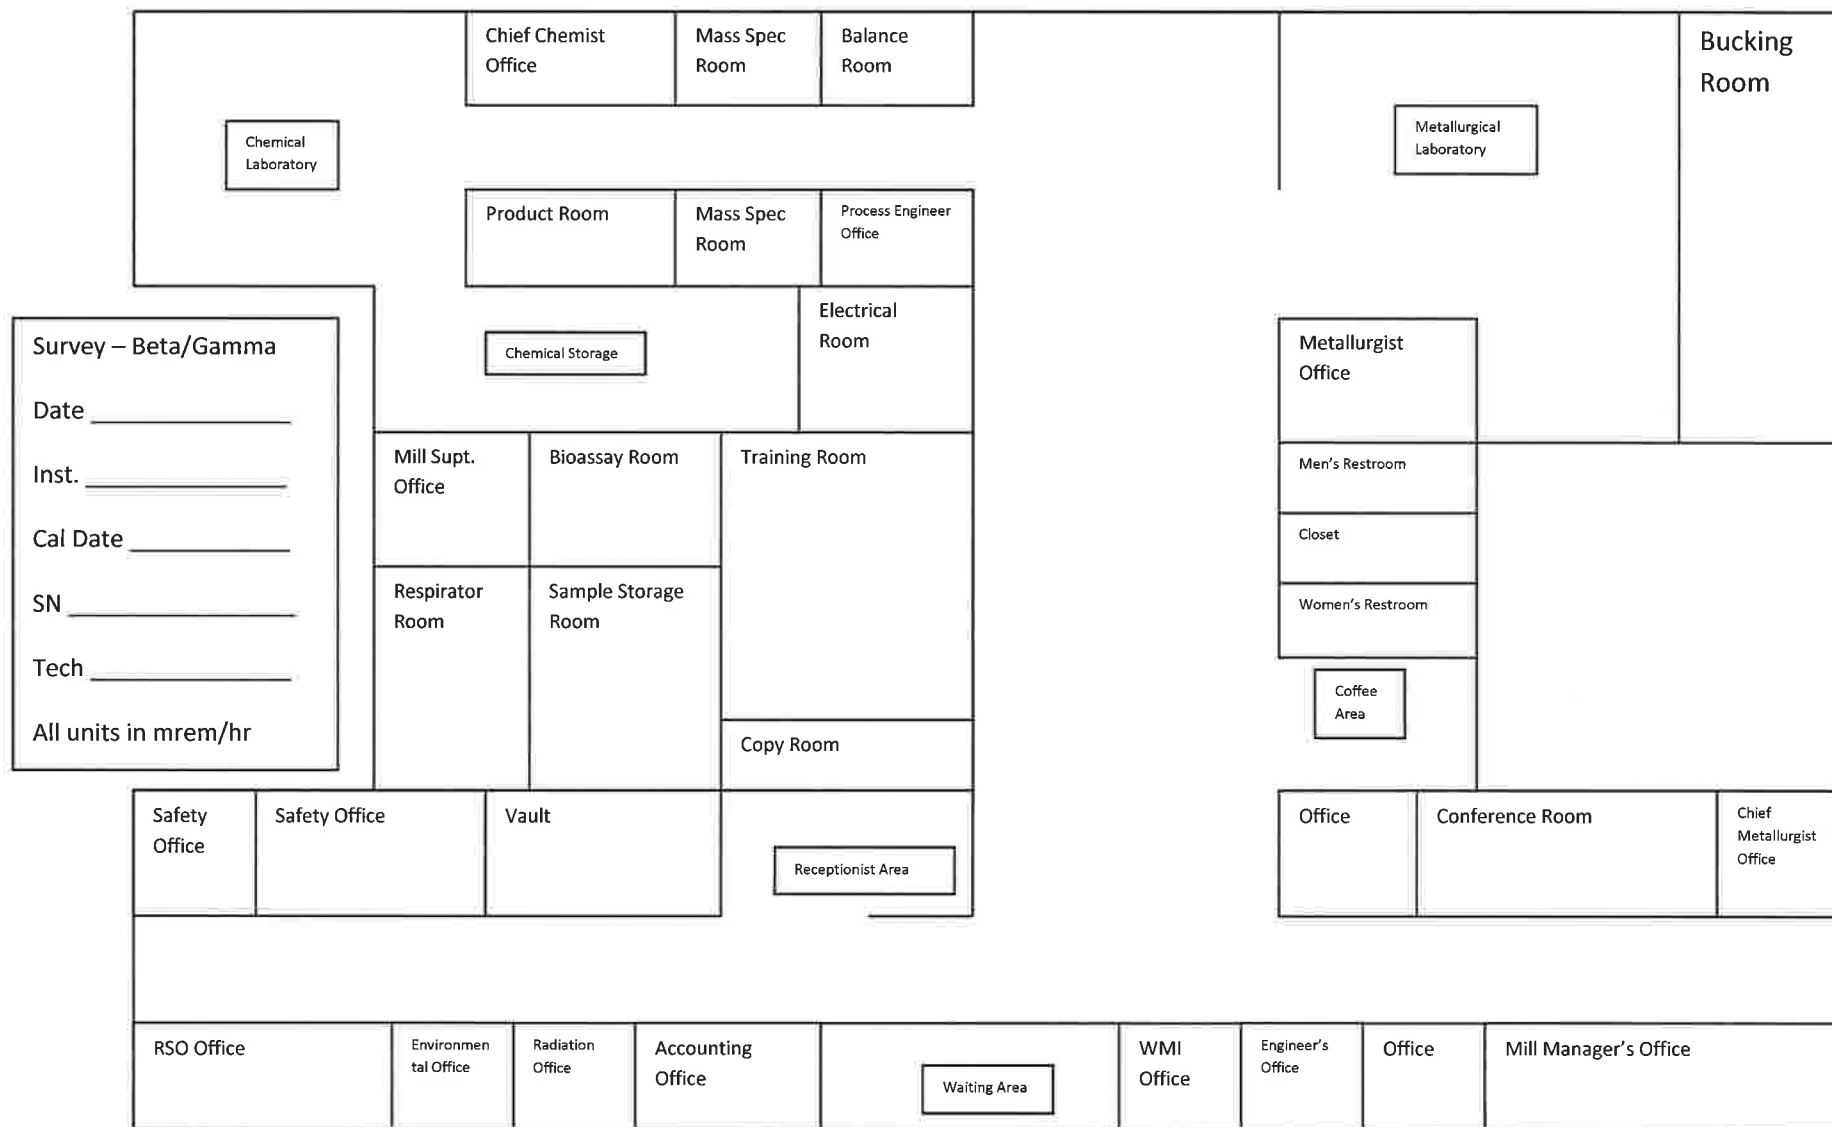 Chief Chemist
Office
Mass Spec
Room
Balance
Room
Bucking
Room
Chemical
Laboratory
Metallurgical
Laboratory
Product Room
Mass Spec
Room
Process Engineer
Office
Electrical
Room
Chemical Storage
Metallurgist
Office
Survey – Beta/Gamma
Date
Inst.
Cal Date
SN
Tech
All units in mrem/hr
Mill Supt.
Office
Bioassay Room
Training Room
Men's Restroom
Closet
Women's Restroom
Respirator
Room
Sample Storage
Room
Coffee
Area
Copy Room
Safety
Office
Safety Office
Vault
Receptionist Area
Office
Conference Room
Chief
Metallurgist
Office
RSO Office
Environmen
tal Office
Radiation
Office
Accounting
Office
Waiting Area
WMI
Office
Engineer's
Office
Office
Mill Manager's Office